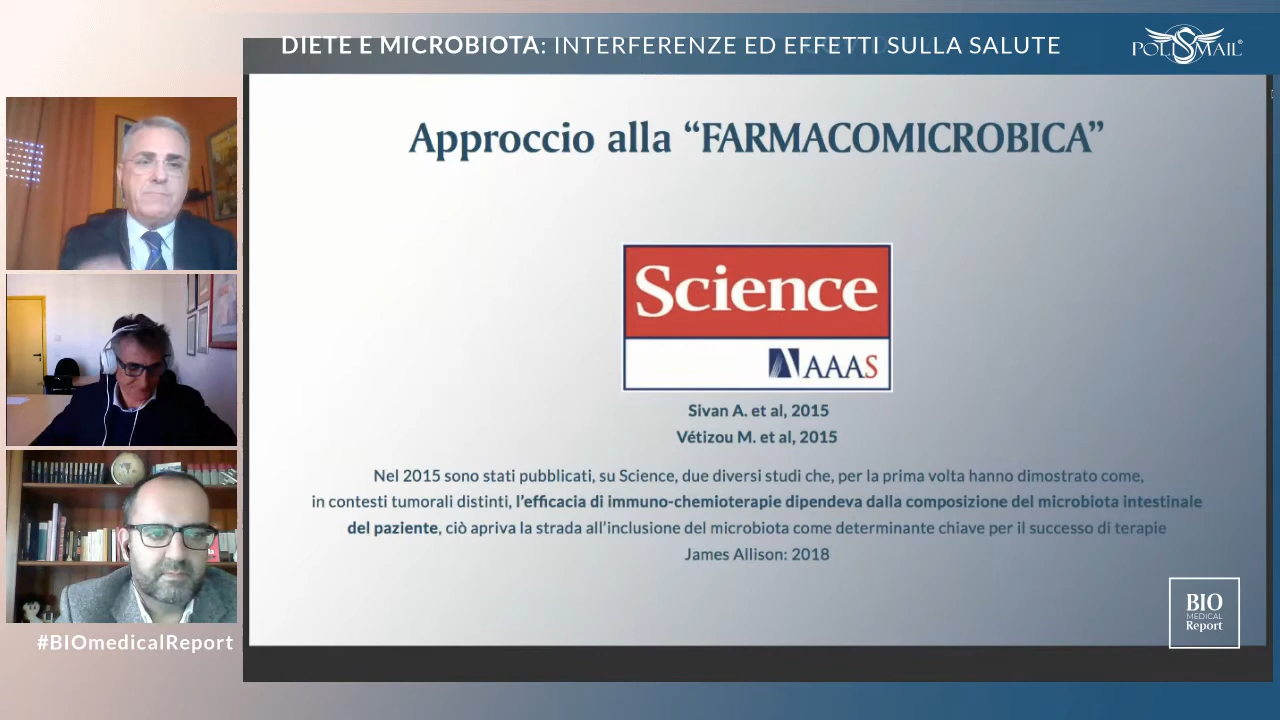 DIETE E MICROBIOTA: INTERFERENZE ED EFFETTI SULLA SALUTE
POLISMAIL®
Approccio alla “FARMACOMICROBICA”
Science
AAAS
Sivan A. et al, 2015
Vétizou M. et al, 2015
Nel 2015 sono stati pubblicati, su Science, due diversi studi che, per la prima volta hanno dimostrato come,
in contesti tumorali distinti, l’efficacia di immuno-chemioterapie dipendeva dalla composizione del microbiota intestinale
del paziente, ciò apriva la strada all’inclusione del microbiota come determinante chiave per il successo di terapie
James Allison: 2018
BIO
MEDICAL
Report
#BIOmedicalReport